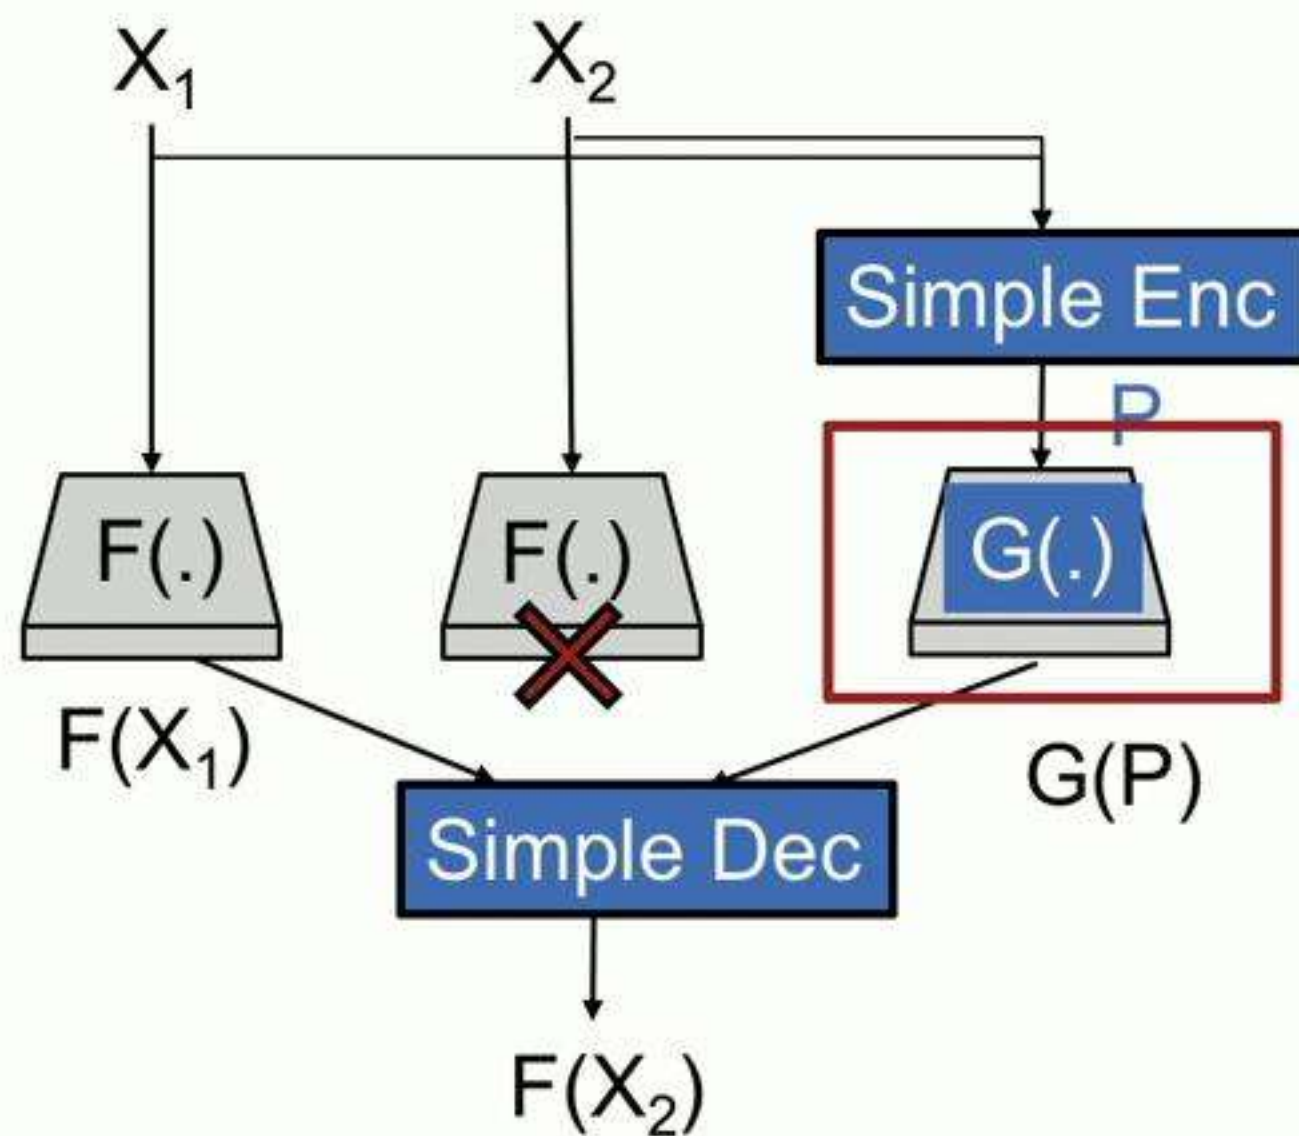 X₁
X₂
Simple Enc
P
F(.)
F(.)
G(.)
F(X₁)
G(P)
Simple Dec
F(X₂)